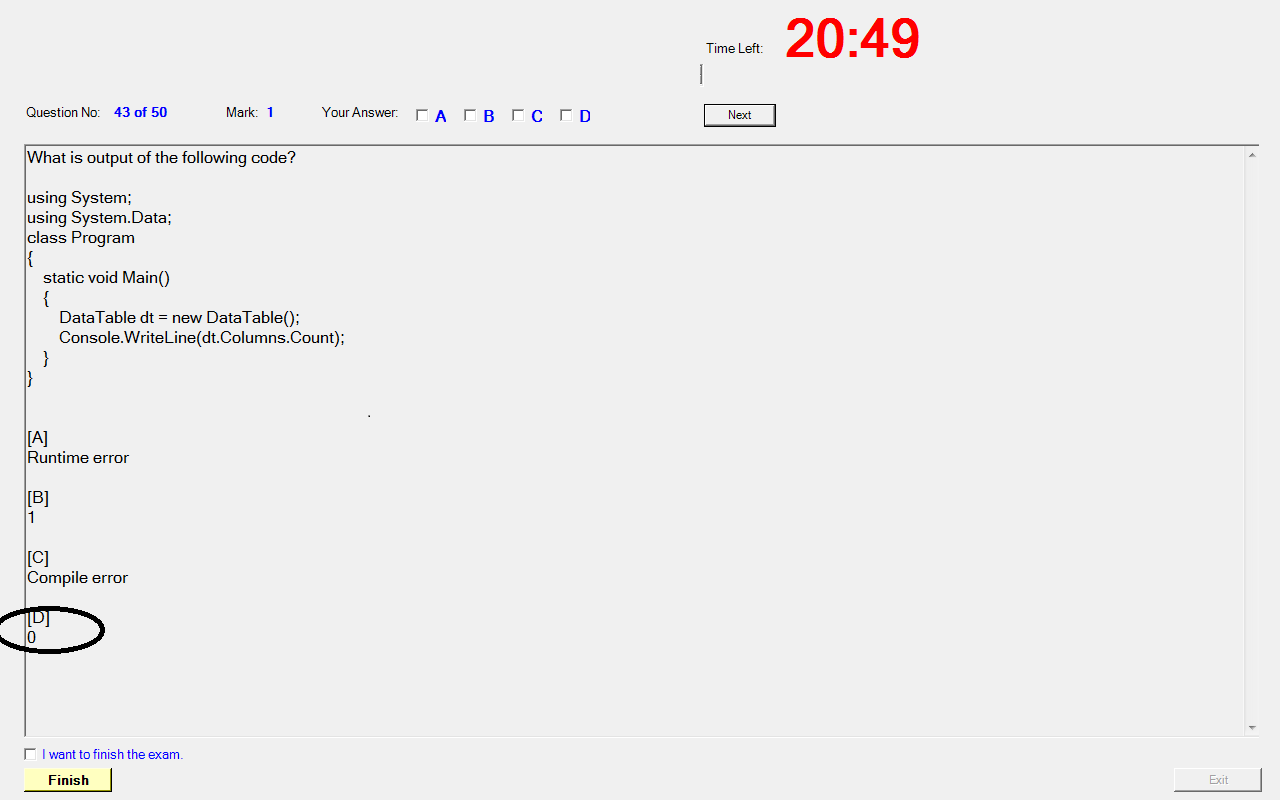 Time Left: 20:49
Question No: 43 of 50 Mark: 1 Your Answer: A B C D Next
What is output of the following code?
using System;
using System.Data;
class Program
{
static void Main()
{
DataTable dt = new DataTable();
Console.WriteLine(dt.Columns.Count);
}
}
.
[A]
Runtime error
[B]
1
[C]
Compile error
[D]
0
I want to finish the exam.
Finish Exit